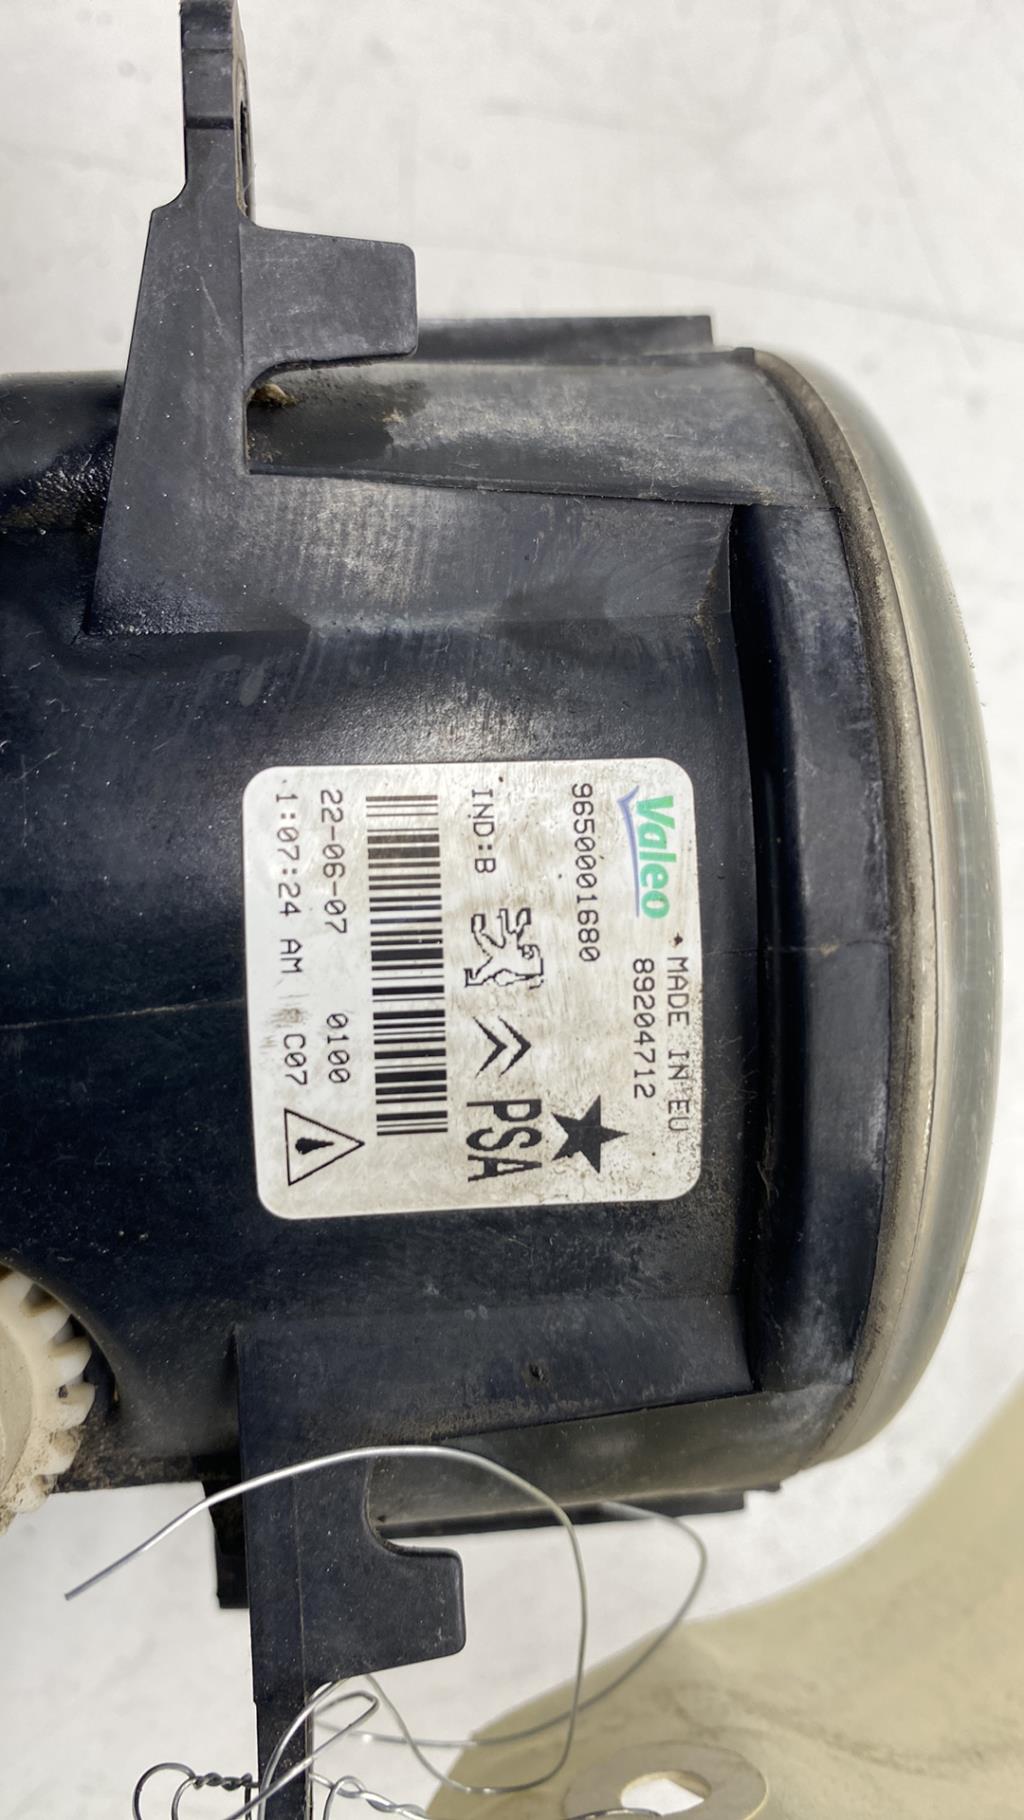 MADE IN EU
Valeo 89204712
9650001680
IND:B PSA
22-06-07 0100
1:07:24 AM C07